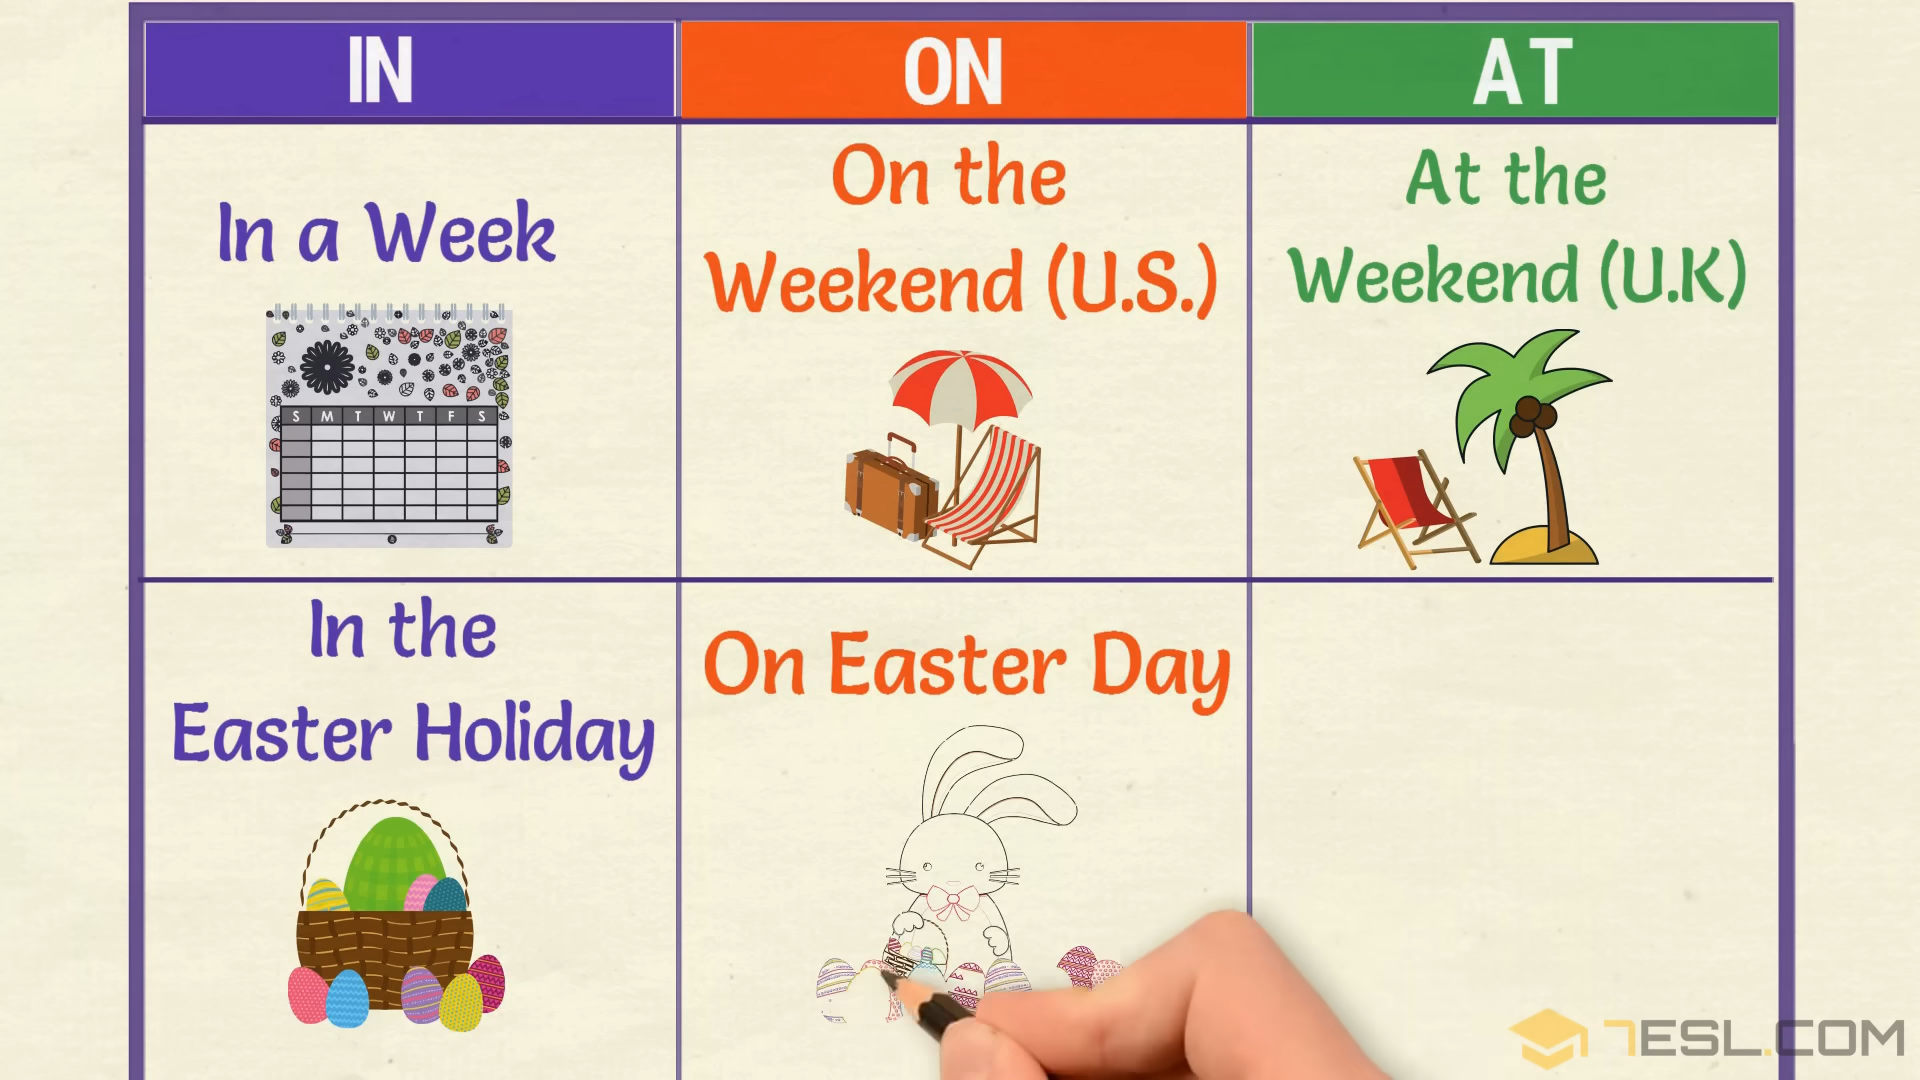 IN
ON
AT
In a Week
On the
Weekend (U.S.)
At the
Weekend (U.K)
S M T W T F S
In the
Easter Holiday
On Easter Day
7ESL.COM